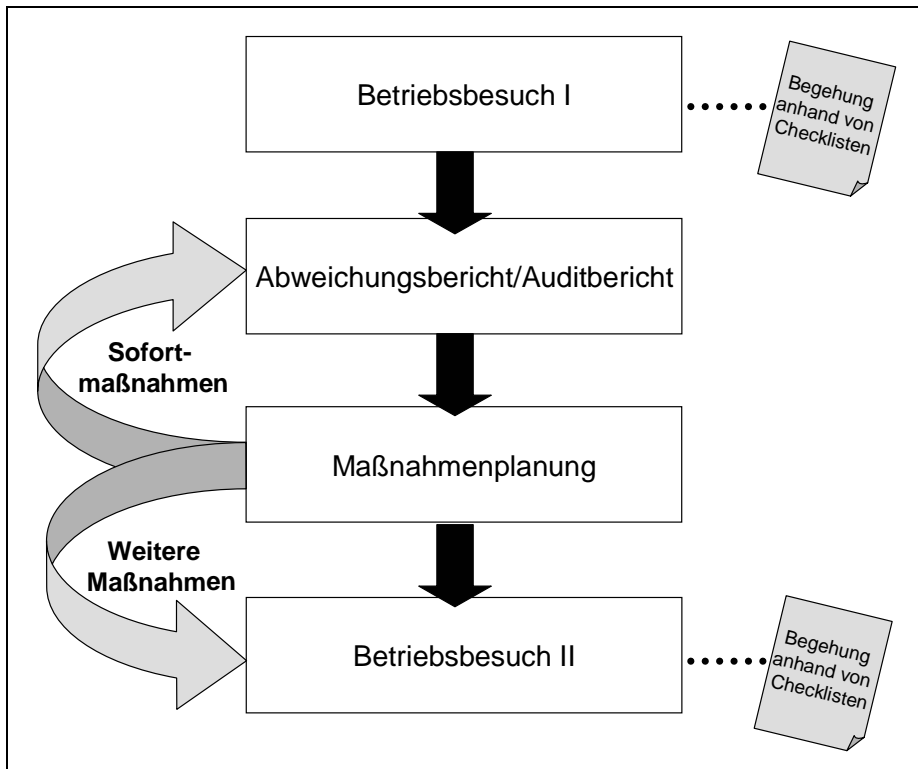 Betriebsbesuch I
Begehung
anhand von
Checklisten
Abweichungsbericht/Auditbericht
Sofort-
maßnahmen
Maßnahmenplanung
Weitere
Maßnahmen
Betriebsbesuch II
Begehung
anhand von
Checklisten